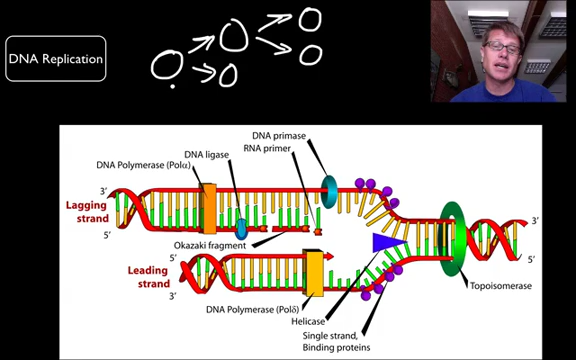 DNA Replication
DNA primase
RNA primer
DNA ligase
DNA Polymerase (Polα)
3'
Lagging
strand
5'
Okazaki fragment
3'
5'
Topoisomerase
5'
Leading
strand
3'
DNA Polymerase (Polδ)
Helicase
Single strand,
Binding proteins